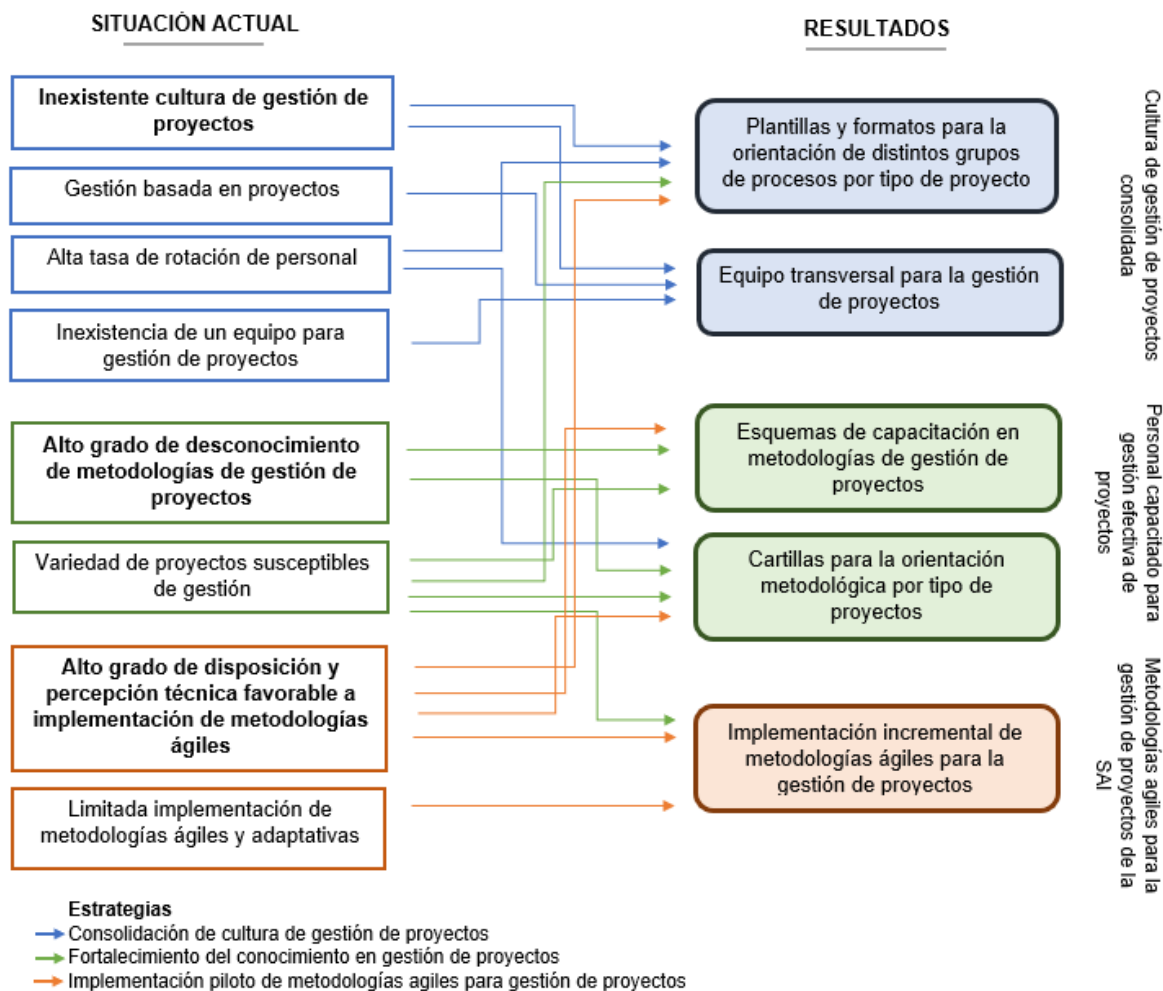 SITUACIÓN ACTUAL
Inexistente cultura de gestión de
proyectos
Gestión basada en proyectos
Alta tasa de rotación de personal
Inexistencia de un equipo para
gestión de proyectos
Alto grado de desconocimiento
de metodologías de gestión de
proyectos
Variedad de proyectos susceptibles
de gestión
Alto grado de disposición y
percepción técnica favorable a
implementación de metodologías
ágiles
Limitada implementación de
metodologías ágiles y adaptativas
RESULTADOS
Plantillas y formatos para la
orientación de distintos grupos
de procesos por tipo de proyecto
Equipo transversal para la gestión
de proyectos
Esquemas de capacitación en
metodologías de gestión de
proyectos
Cartillas para la orientación
metodológica por tipo de
proyectos
Implementación incremental de
metodologías ágiles para la
gestión de proyectos
Cultura de gestión de proyectos
consolidada
Personal capacitado para
gestión efectiva de
proyectos
Metodologías agiles para la
gestión de proyectos de la
SAI
Estrategias
Consolidación de cultura de gestión de proyectos
Fortalecimiento del conocimiento en gestión de proyectos
Implementación piloto de metodologías agiles para gestión de proyectos